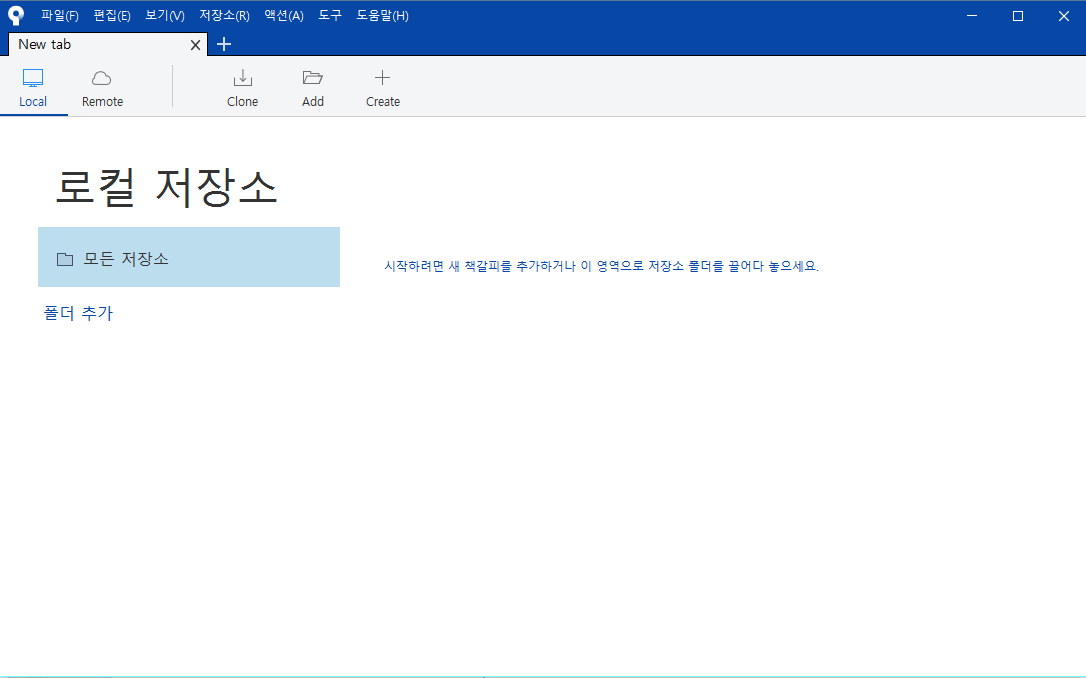 파일(F) 편집(E) 보기(V) 저장소(R) 액션(A) 도구 도움말(H)
New tab
Local Remote Clone Add Create
로컬 저장소
모든 저장소
시작하려면 새 책갈피를 추가하거나 이 영역으로 저장소 폴더를 끌어다 놓으세요.
폴더 추가